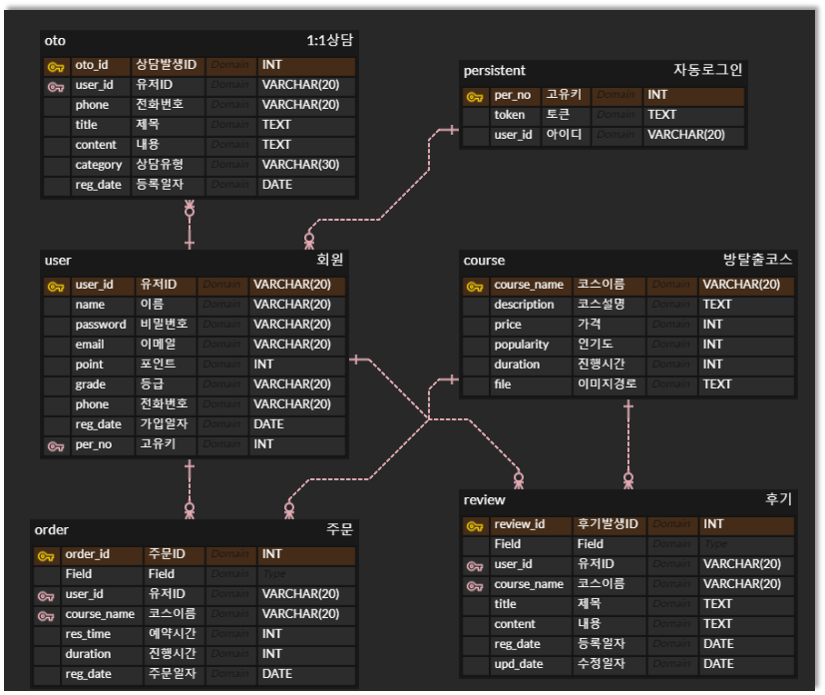 oto 1:1상담
oto_id 상담발생ID Domain INT
user_id 유저ID Domain VARCHAR(20)
phone 전화번호 Domain VARCHAR(20)
title 제목 Domain TEXT
content 내용 Domain TEXT
category 상담유형 Domain VARCHAR(30)
reg_date 등록일자 Domain DATE
persistent 자동로그인
per_no 고유키 Domain INT
token 토큰 Domain TEXT
user_id 아이디 Domain VARCHAR(20)
user 회원
user_id 유저ID Domain VARCHAR(20)
name 이름 Domain VARCHAR(20)
password 비밀번호 Domain VARCHAR(20)
email 이메일 Domain VARCHAR(20)
point 포인트 Domain INT
grade 등급 Domain VARCHAR(20)
phone 전화번호 Domain VARCHAR(20)
reg_date 가입일자 Domain DATE
per_no 고유키 Domain INT
course 방탈출코스
course_name 코스이름 Domain VARCHAR(20)
description 코스설명 Domain TEXT
price 가격 Domain INT
popularity 인기도 Domain INT
duration 진행시간 Domain INT
file 이미지경로 Domain TEXT
order 주문
order_id 주문ID Domain INT
Field Field Domain Type
user_id 유저ID Domain VARCHAR(20)
course_name 코스이름 Domain VARCHAR(20)
res_time 예약시간 Domain INT
duration 진행시간 Domain INT
reg_date 주문일자 Domain DATE
review 후기
review_id 후기발생ID Domain INT
Field Field Domain Type
user_id 유저ID Domain VARCHAR(20)
course_name 코스이름 Domain VARCHAR(20)
title 제목 Domain TEXT
content 내용 Domain TEXT
reg_date 등록일자 Domain DATE
upd_date 수정일자 Domain DATE